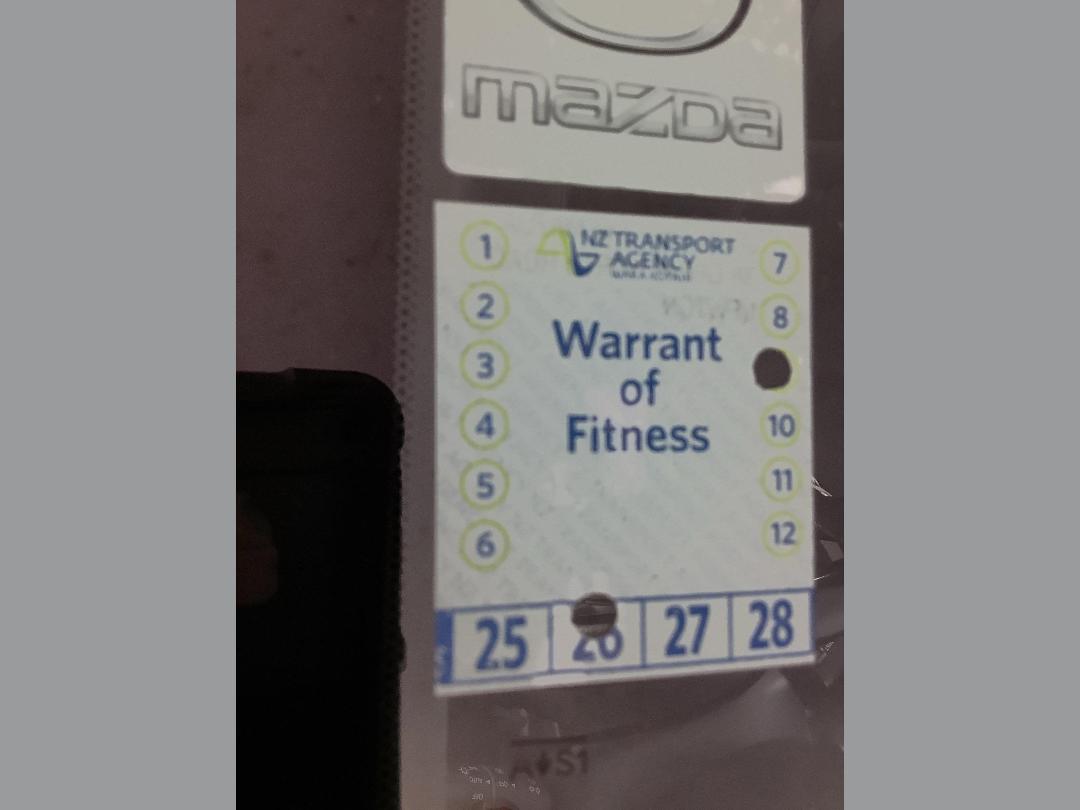 mazda
NZ TRANSPORT
AGENCY
Warrant
of
Fitness
1
2
3
4
5
6
7
8
10
11
12
25 26 27 28